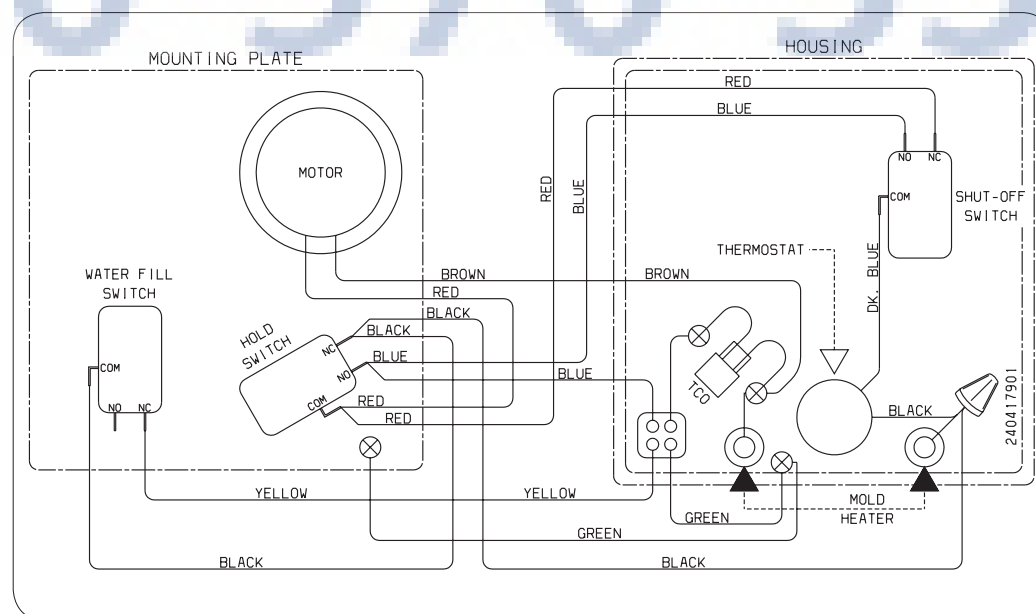 MOUNTING PLATE
HOUSING
RED
BLUE
MOTOR
RED
BLUE
NO
NC
COM
SHUT-OFF
SWITCH
DK. BLUE
THERMOSTAT
BROWN
BROWN
RED
BLACK
BLACK
WATER FILL
SWITCH
HOLD
SWITCH
NC
NO
COM
BLUE
BLUE
RED
RED
COM
NO
NC
TCO
BLACK
240417901
YELLOW
YELLOW
MOLD
HEATER
GREEN
GREEN
BLACK
BLACK